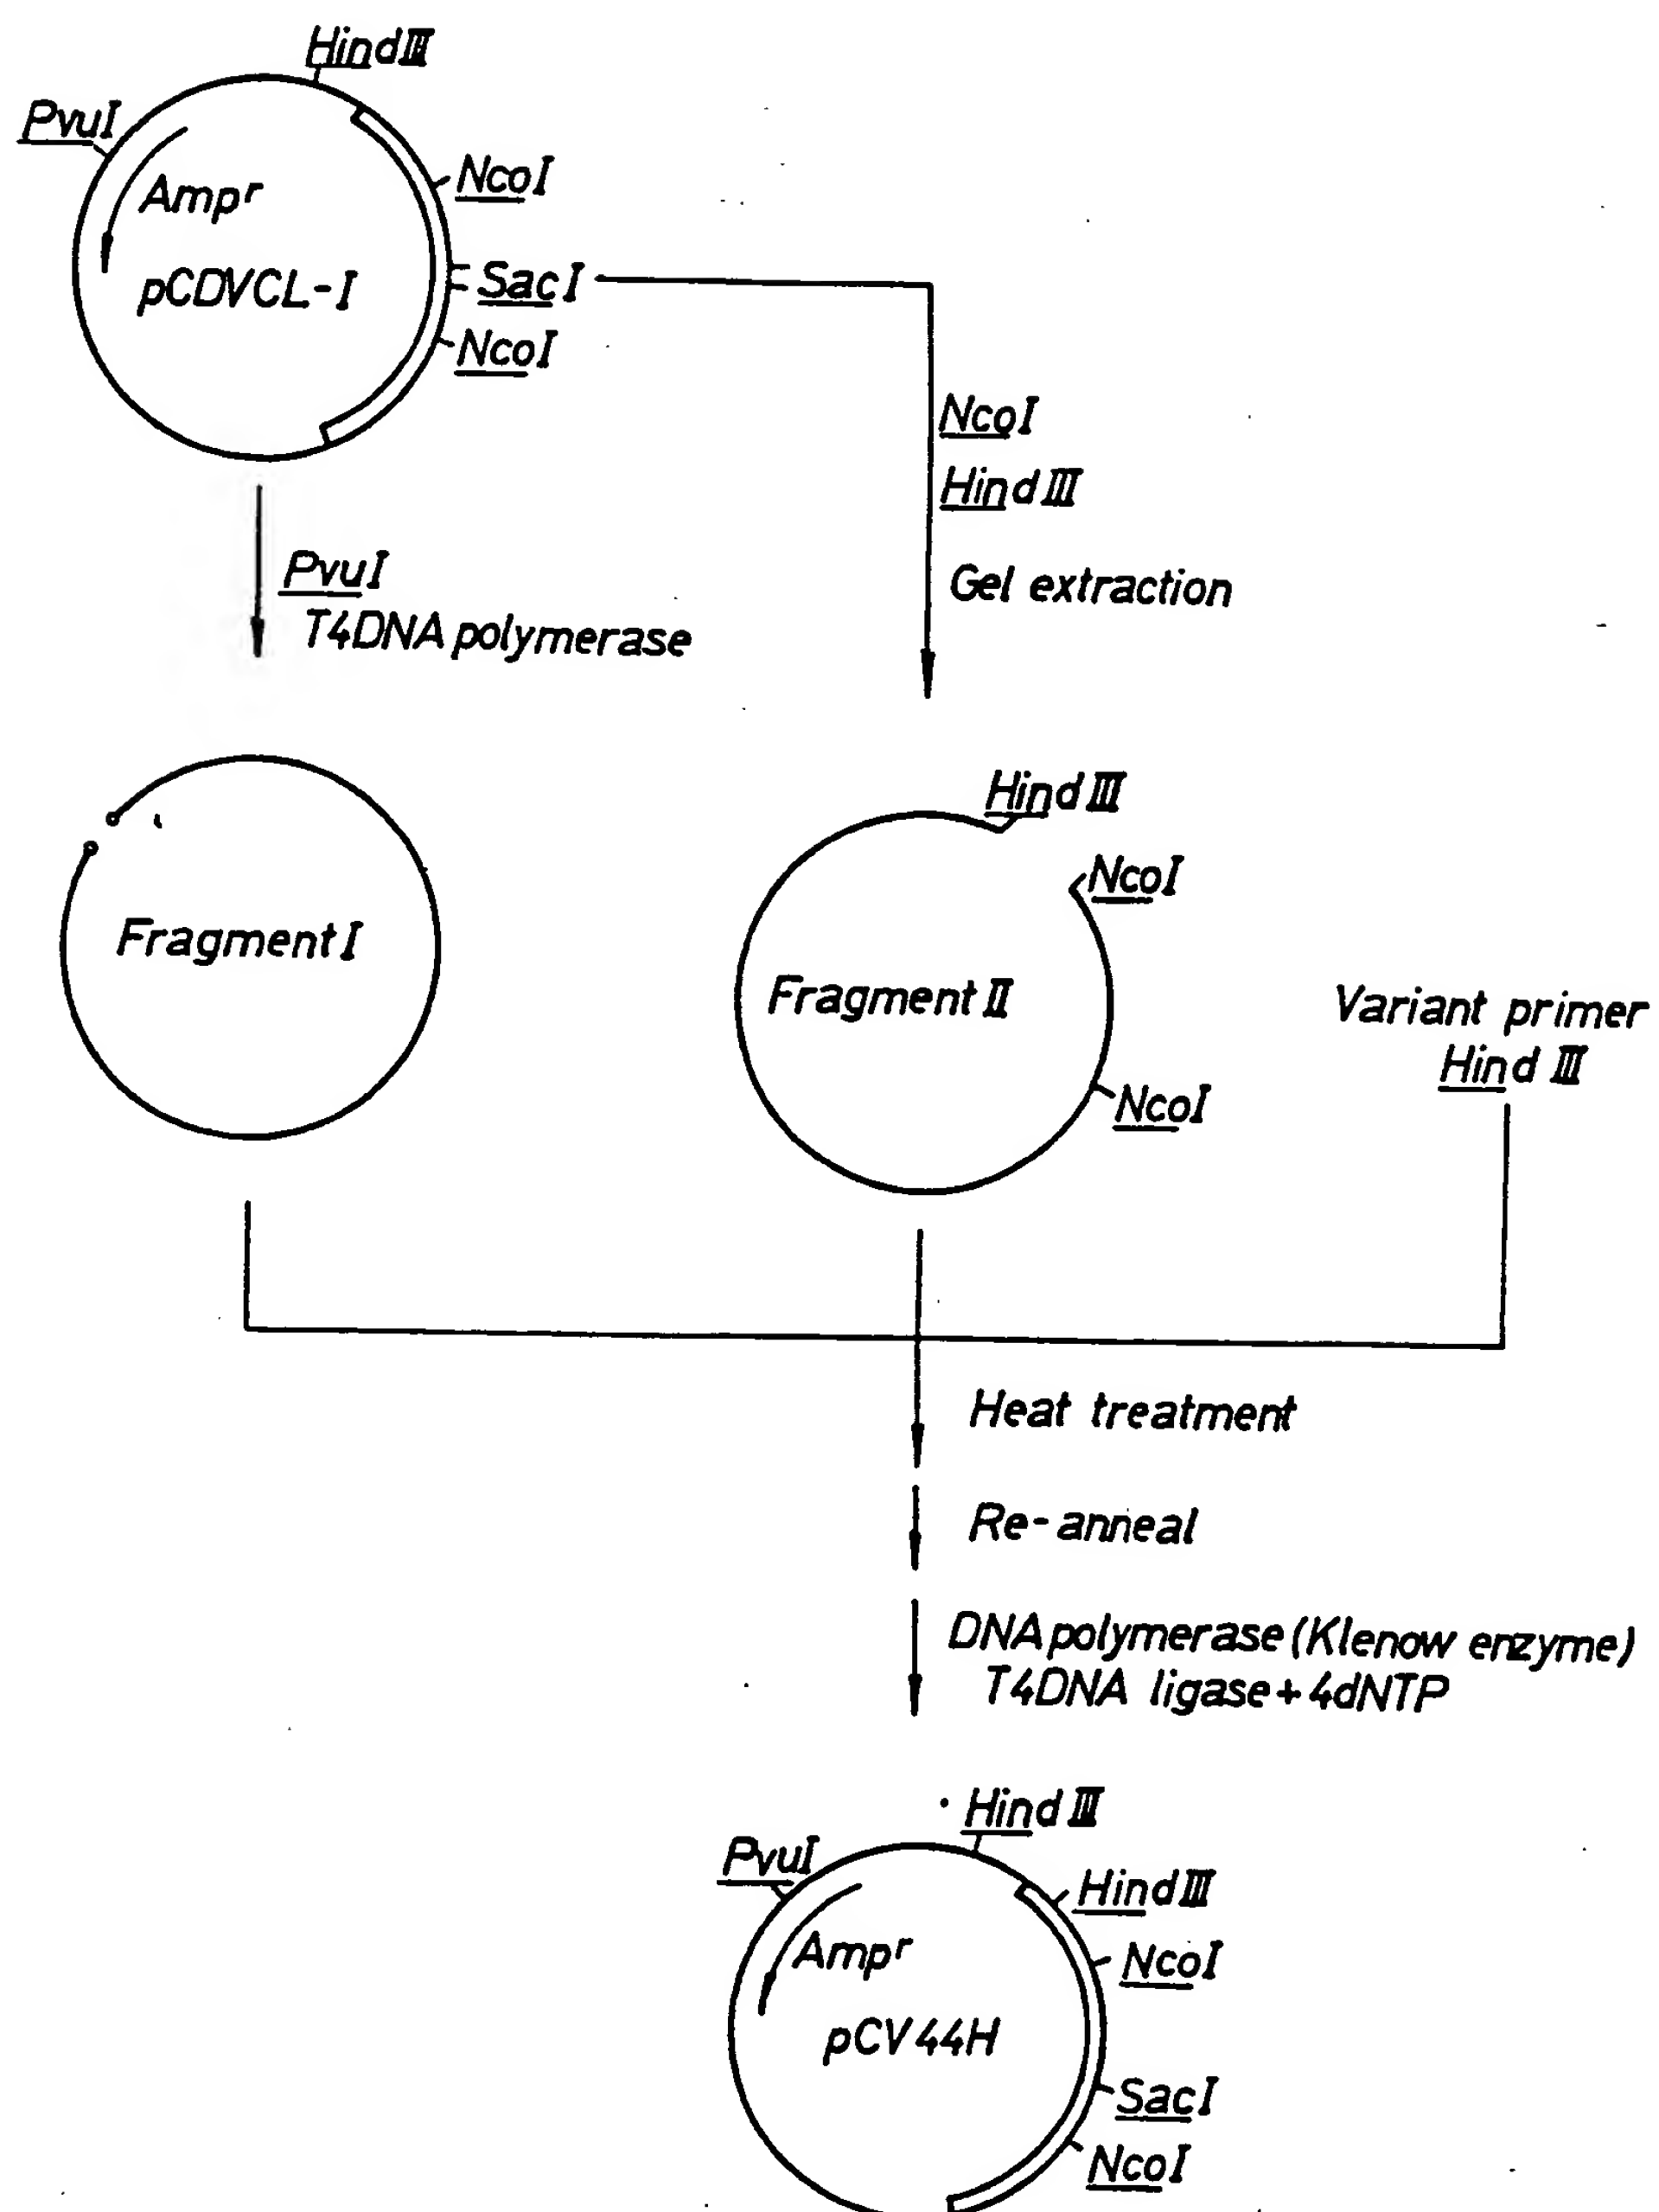 HindIII
PvuI
Ampr
NcoI
pCDVCL-I
SacI
NcoI
NcoI
HindIII
Gel extraction
PvuI
T4DNA polymerase
HindIII
NcoI
Fragment I
Fragment II
Variant primer
Hind III
NcoI
Heat treatment
Re-anneal
DNA polymerase (Klenow enzyme)
T4DNA ligase + 4dNTP
HindIII
PvuI
HindIII
Ampr
NcoI
pCV44H
SacI
NcoI